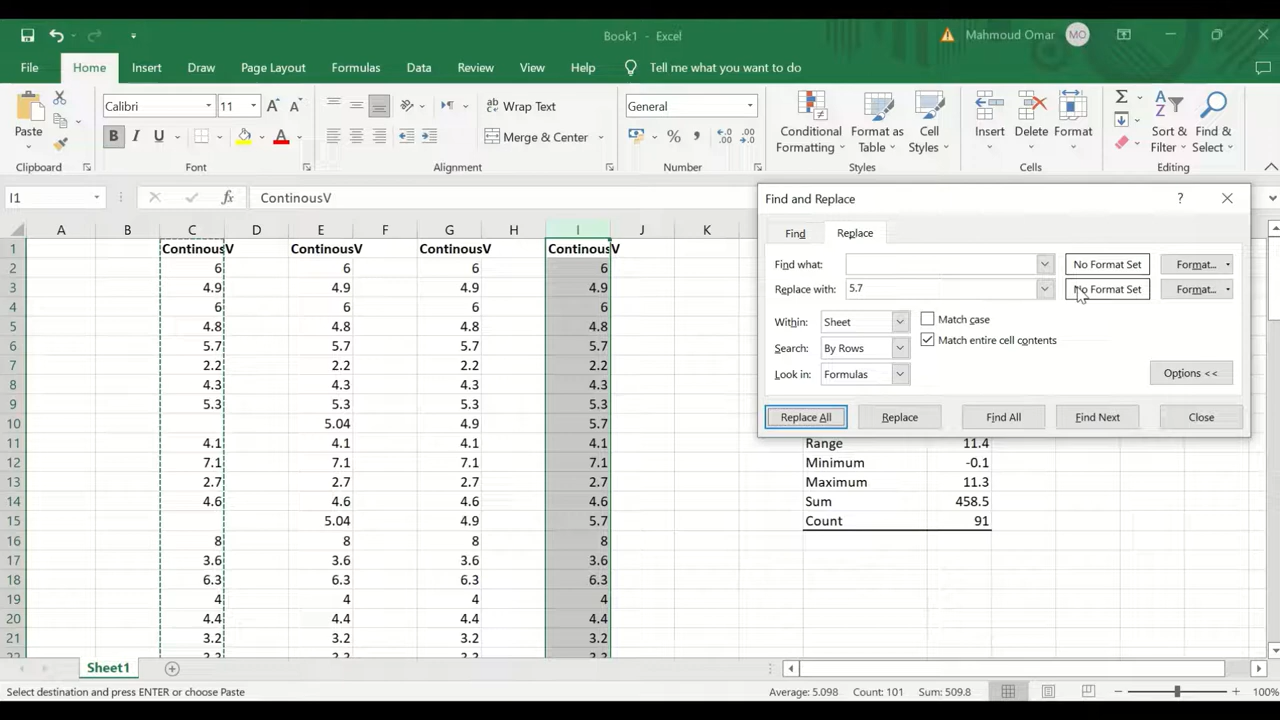 Book1 - Excel
Mahmoud Omar
MO
File Home Insert Draw Page Layout Formulas Data Review View Help Tell me what you want to do
Paste
Calibri 11
B I U A
Wrap Text
Merge & Center
General
Conditional Formatting
Format as Table
Cell Styles
Insert
Delete
Format
Sort & Filter
Find & Select
Clipboard Font Alignment Number Styles Cells Editing
I1 fx ContinousV
Find and Replace ?
Find Replace
Find what: No Format Set Format...
Replace with: 5.7 No Format Set Format...
Within: Sheet Match case
Search: By Rows Match entire cell contents
Look in: Formulas Options <<
Replace All Replace Find All Find Next Close
A B C D E F G H I J K
1 ContinousV ContinousV ContinousV ContinousV
2 6 6 6 6
3 4.9 4.9 4.9 4.9
4 6 6 6 6
5 4.8 4.8 4.8 4.8
6 5.7 5.7 5.7 5.7
7 2.2 2.2 2.2 2.2
8 4.3 4.3 4.3 4.3
9 5.3 5.3 5.3 5.3
10 5.04 4.9 5.7
11 4.1 4.1 4.1 4.1 Range 11.4
12 7.1 7.1 7.1 7.1 Minimum -0.1
13 2.7 2.7 2.7 2.7 Maximum 11.3
14 4.6 4.6 4.6 4.6 Sum 458.5
15 5.04 4.9 5.7 Count 91
16 8 8 8 8
17 3.6 3.6 3.6 3.6
18 6.3 6.3 6.3 6.3
19 4 4 4 4
20 4.4 4.4 4.4 4.4
21 3.2 3.2 3.2 3.2
Sheet1
Select destination and press ENTER or choose Paste Average: 5.098 Count: 101 Sum: 509.8 100%